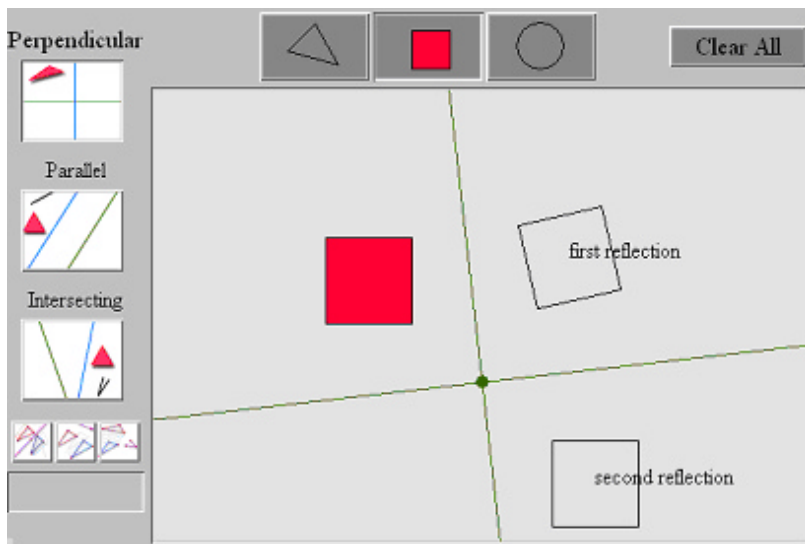 Perpendicular
Clear All
Parallel
first reflection
Intersecting
second reflection